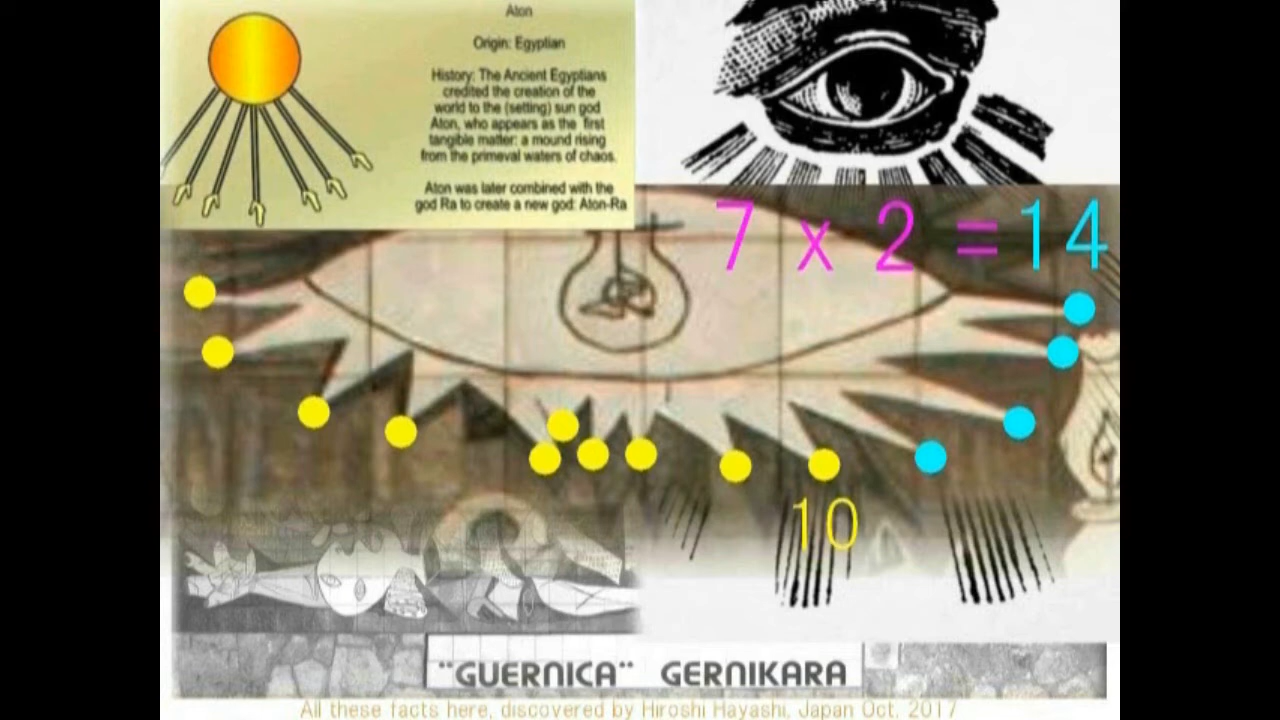 Aton
Origin: Egyptian
History: The Ancient Egyptians
credited the creation of the
world to the (setting) sun god
Aton, who appears as the first
tangible matter: a mound rising
from the primeval waters of chaos.
Aton was later combined with the
god Ra to create a new god: Aton-Ra
7 x 2 = 14
10
"GUERNICA" GERNIKARA
All these facts here, discovered by Hiroshi Hayashi, Japan Oct. 2017